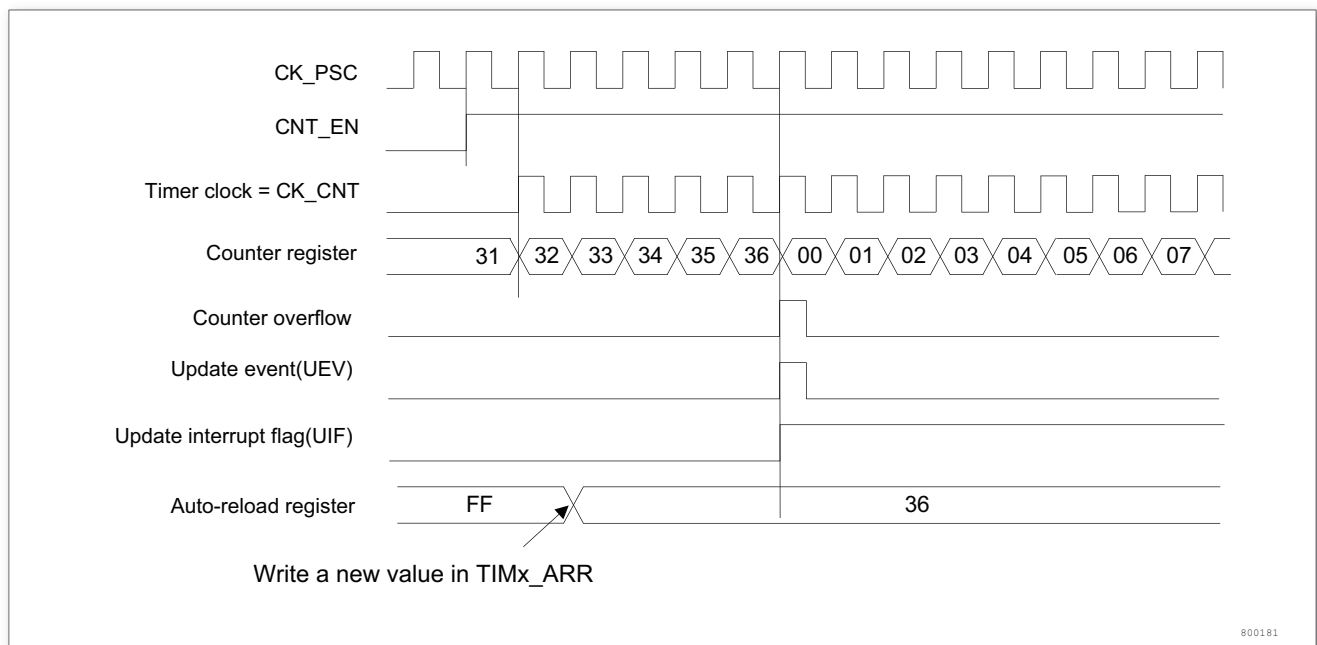 CK_PSC
CNT_EN
Timer clock = CK_CNT
Counter register
31 32 33 34 35 36 00 01 02 03 04 05 06 07
Counter overflow
Update event(UEV)
Update interrupt flag(UIF)
Auto-reload register
FF 36
Write a new value in TIMx_ARR
800181